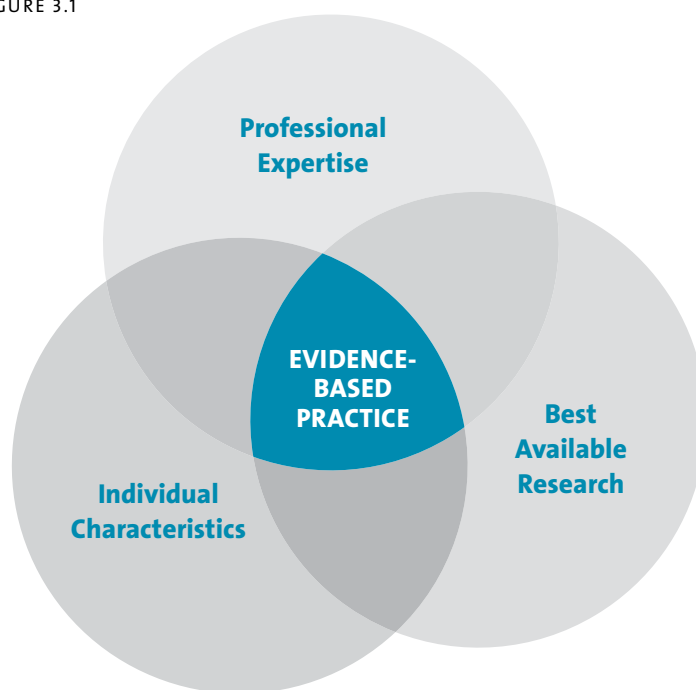 GURE 3.1
Professional
Expertise
EVIDENCE-
BASED
PRACTICE
Best
Available
Research
Individual
Characteristics